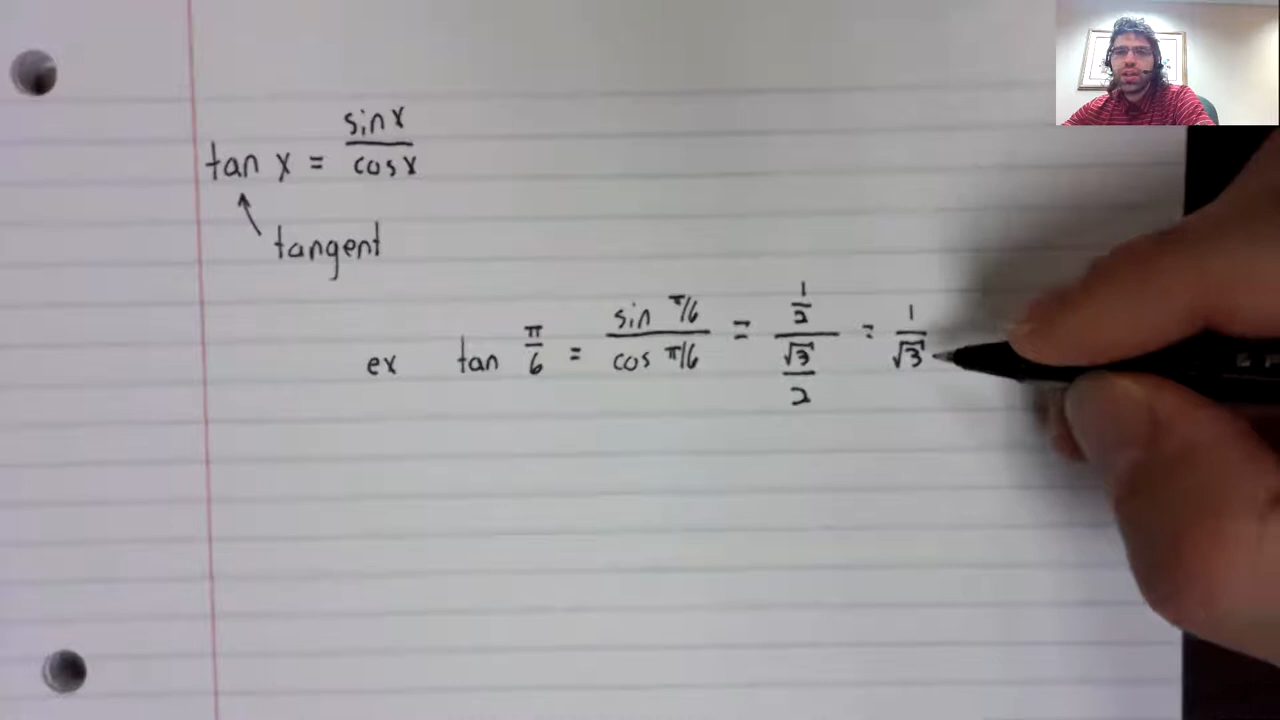 tan x = sin x / cos x
tangent
ex tan π/6 = sin π/6 / cos π/6 = (1/2) / (√3/2) = 1/√3